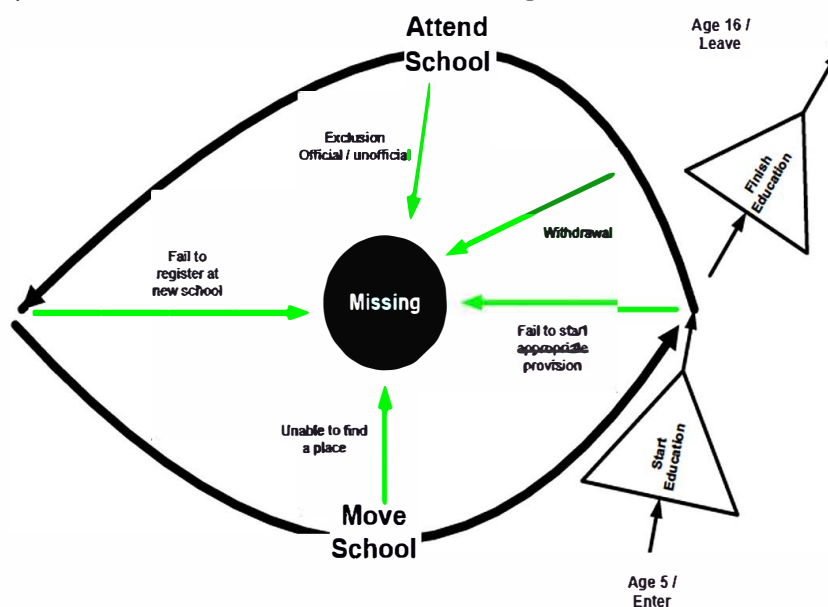 Attend
School
Age 16 /
Leave
Exclusion
Official / unofficial
Finish
Education
Withdrawal
Fail to
register at
new school
Missing
Fail to start
appropriate
provision
Unable to find
a place
Start
Education
Move
School
Age 5 /
Enter